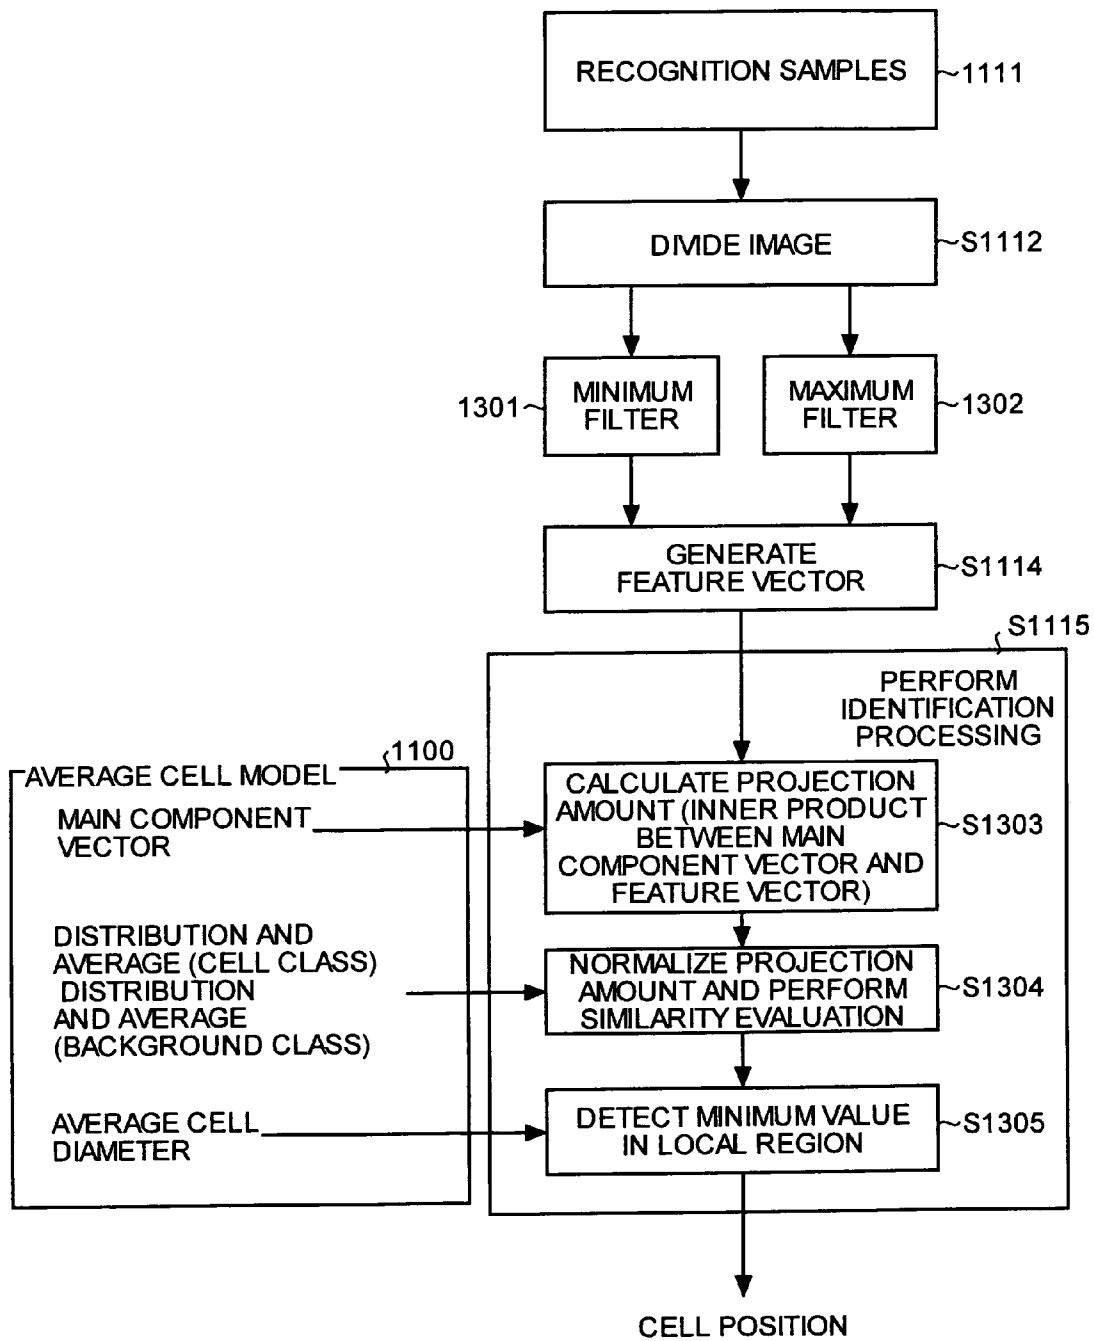 RECOGNITION SAMPLES
1111
DIVIDE IMAGE
S1112
1301
MINIMUM
FILTER
MAXIMUM
FILTER
1302
GENERATE
FEATURE VECTOR
S1114
S1115
PERFORM
IDENTIFICATION
PROCESSING
1100
AVERAGE CELL MODEL
MAIN COMPONENT
VECTOR
CALCULATE PROJECTION
AMOUNT (INNER PRODUCT
BETWEEN MAIN
COMPONENT VECTOR AND
FEATURE VECTOR)
S1303
DISTRIBUTION AND
AVERAGE (CELL CLASS)
DISTRIBUTION
AND AVERAGE
(BACKGROUND CLASS)
NORMALIZE PROJECTION
AMOUNT AND PERFORM
SIMILARITY EVALUATION
S1304
AVERAGE CELL
DIAMETER
DETECT MINIMUM VALUE
IN LOCAL REGION
S1305
CELL POSITION